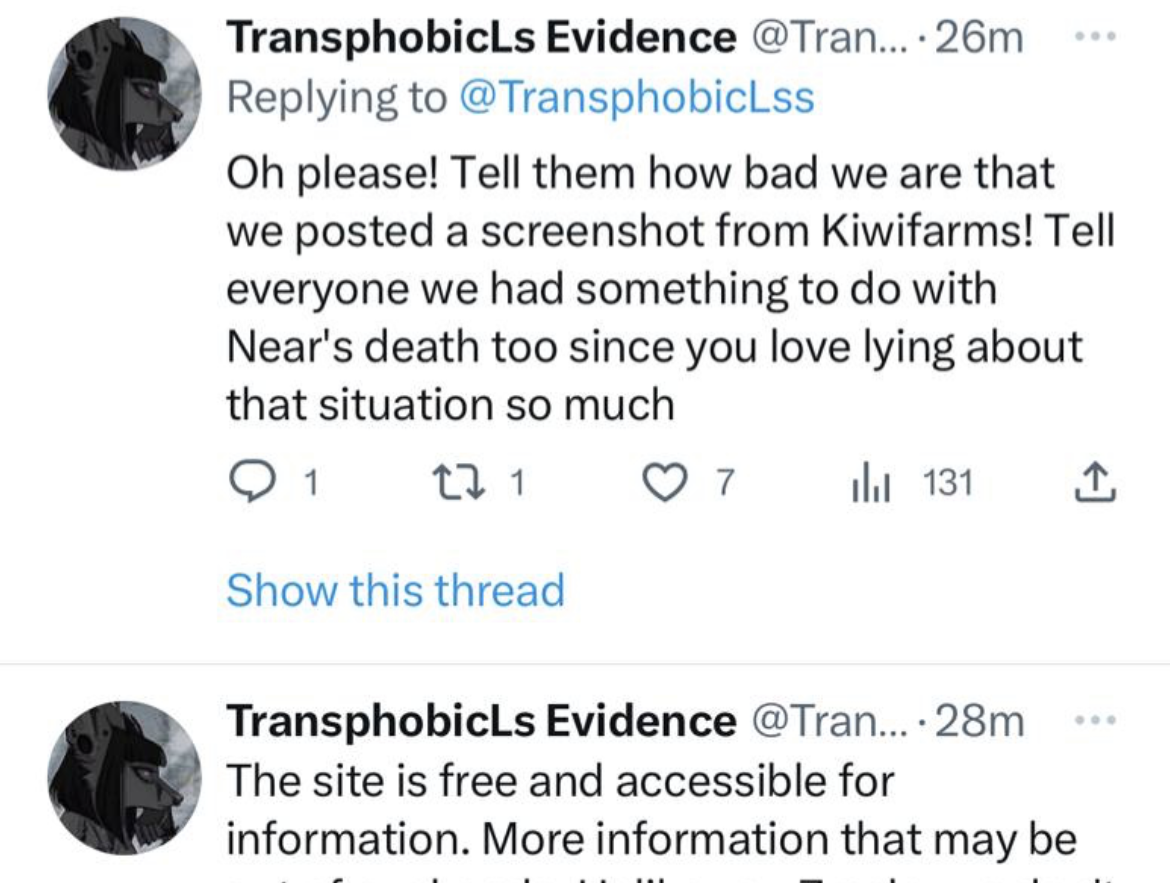 TransphobicLs Evidence @Tran... · 26m
Replying to @TransphobicLss
Oh please! Tell them how bad we are that
we posted a screenshot from Kiwifarms! Tell
everyone we had something to do with
Near's death too since you love lying about
that situation so much
1 1 7 131
Show this thread
TransphobicLs Evidence @Tran... · 28m
The site is free and accessible for
information. More information that may be